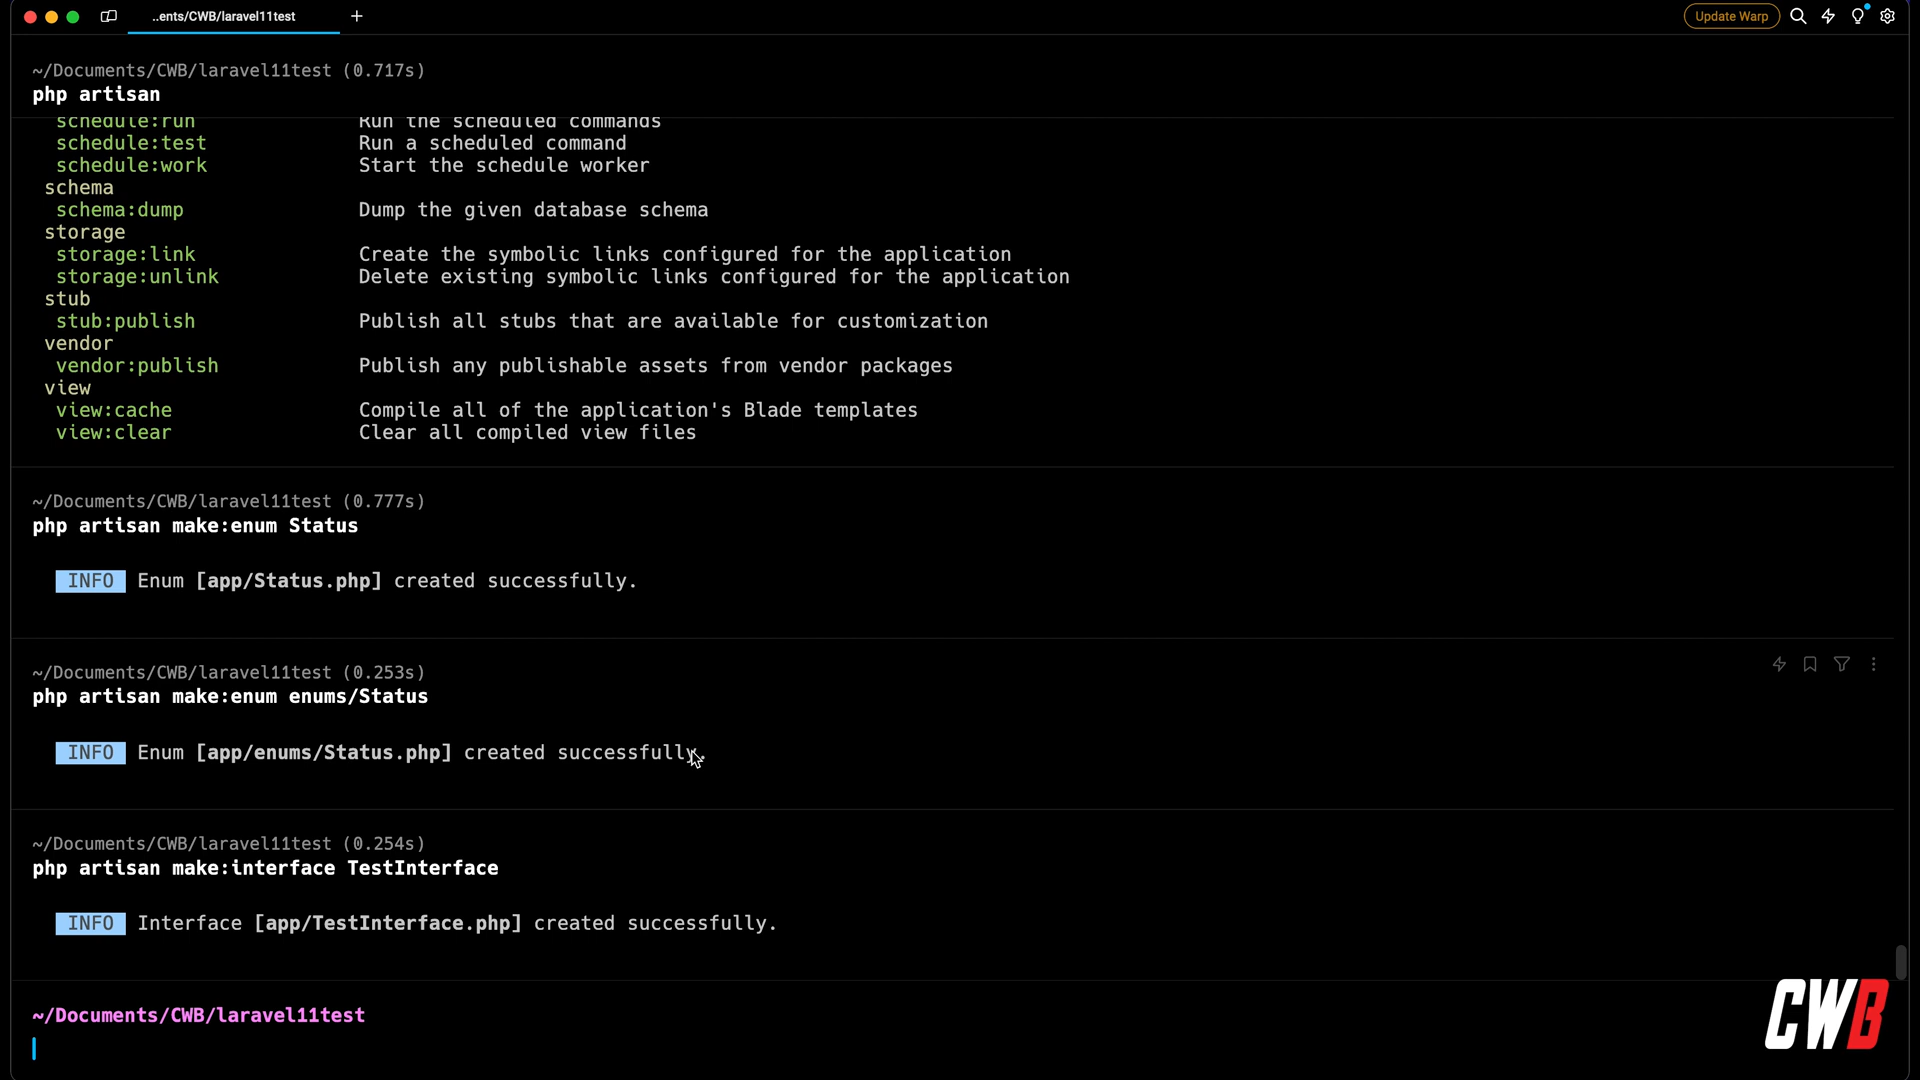 ..ents/CWB/laravel11test
+
Update Warp
~/Documents/CWB/laravel11test (0.717s)
php artisan
schedule:run Run the scheduled commands
schedule:test Run a scheduled command
schedule:work Start the schedule worker
schema
schema:dump Dump the given database schema
storage
storage:link Create the symbolic links configured for the application
storage:unlink Delete existing symbolic links configured for the application
stub
stub:publish Publish all stubs that are available for customization
vendor
vendor:publish Publish any publishable assets from vendor packages
view
view:cache Compile all of the application's Blade templates
view:clear Clear all compiled view files
~/Documents/CWB/laravel11test (0.777s)
php artisan make:enum Status
INFO Enum [app/Status.php] created successfully.
~/Documents/CWB/laravel11test (0.253s)
php artisan make:enum enums/Status
INFO Enum [app/enums/Status.php] created successfully.
~/Documents/CWB/laravel11test (0.254s)
php artisan make:interface TestInterface
INFO Interface [app/TestInterface.php] created successfully.
~/Documents/CWB/laravel11test
CWB